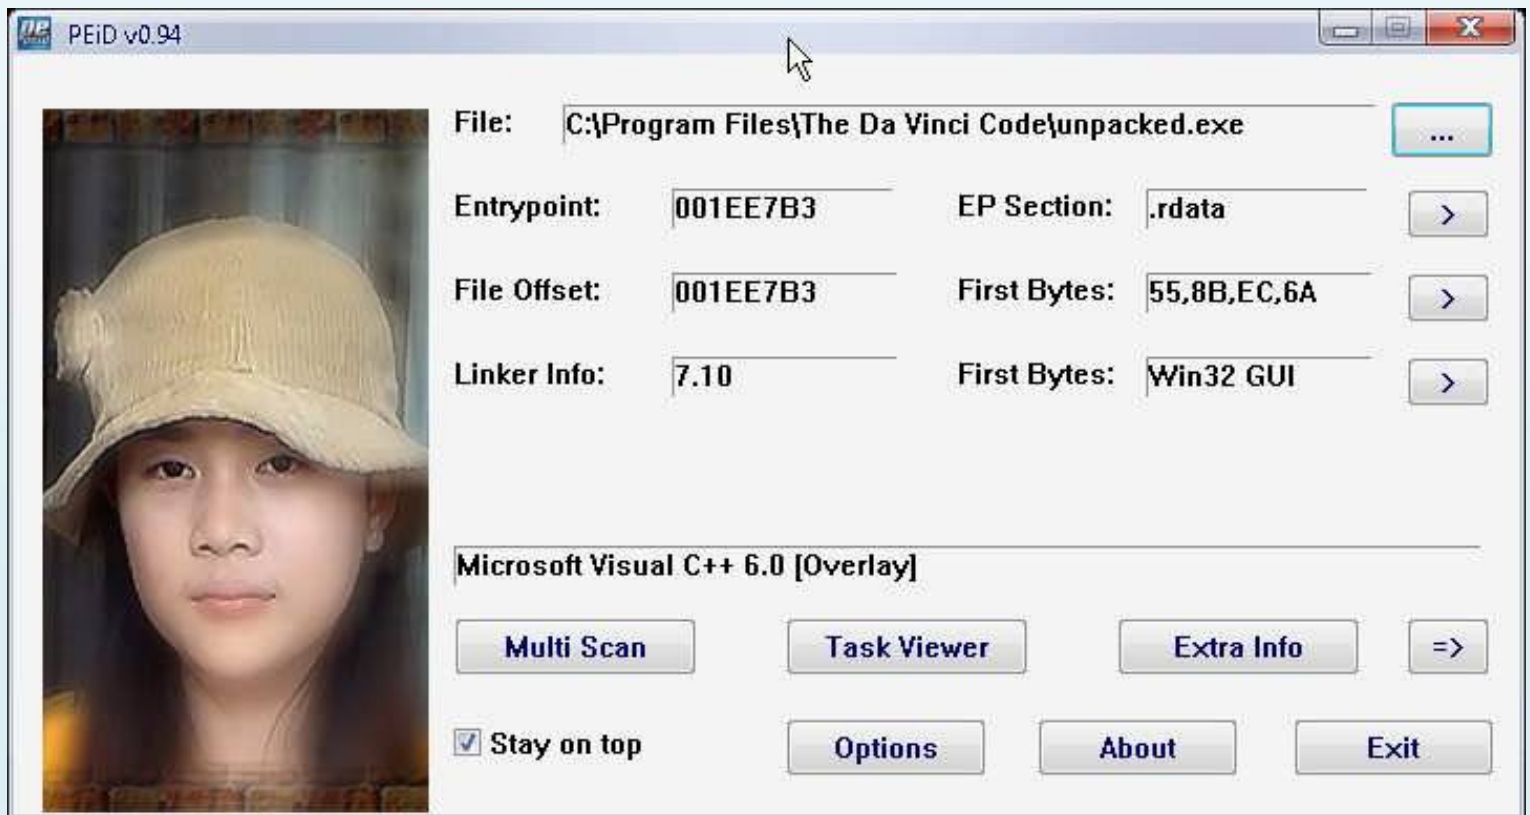 PEiD v0.94
File: C:\Program Files\The Da Vinci Code\unpacked.exe ...
Entrypoint: 001EE7B3 EP Section: .rdata >
File Offset: 001EE7B3 First Bytes: 55,8B,EC,6A >
Linker Info: 7.10 First Bytes: Win32 GUI >
Microsoft Visual C++ 6.0 [Overlay]
Multi Scan Task Viewer Extra Info =>
Stay on top Options About Exit